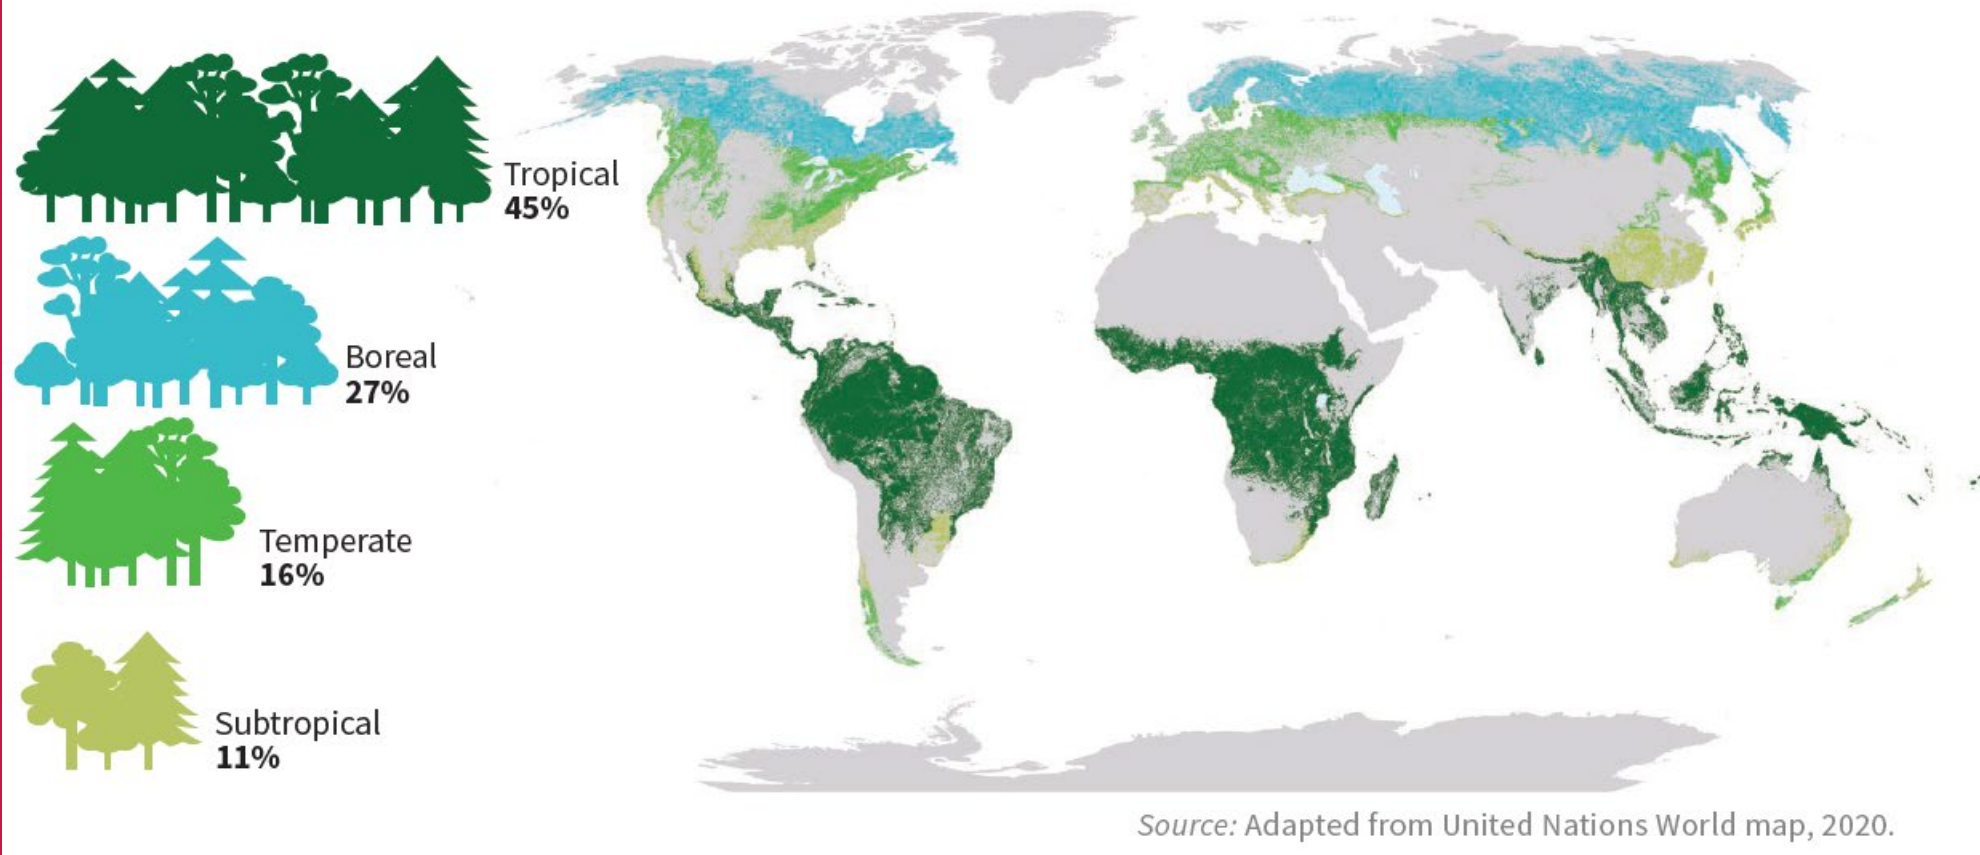 Tropical
45%
Boreal
27%
Temperate
16%
Subtropical
11%
Source: Adapted from United Nations World map, 2020.